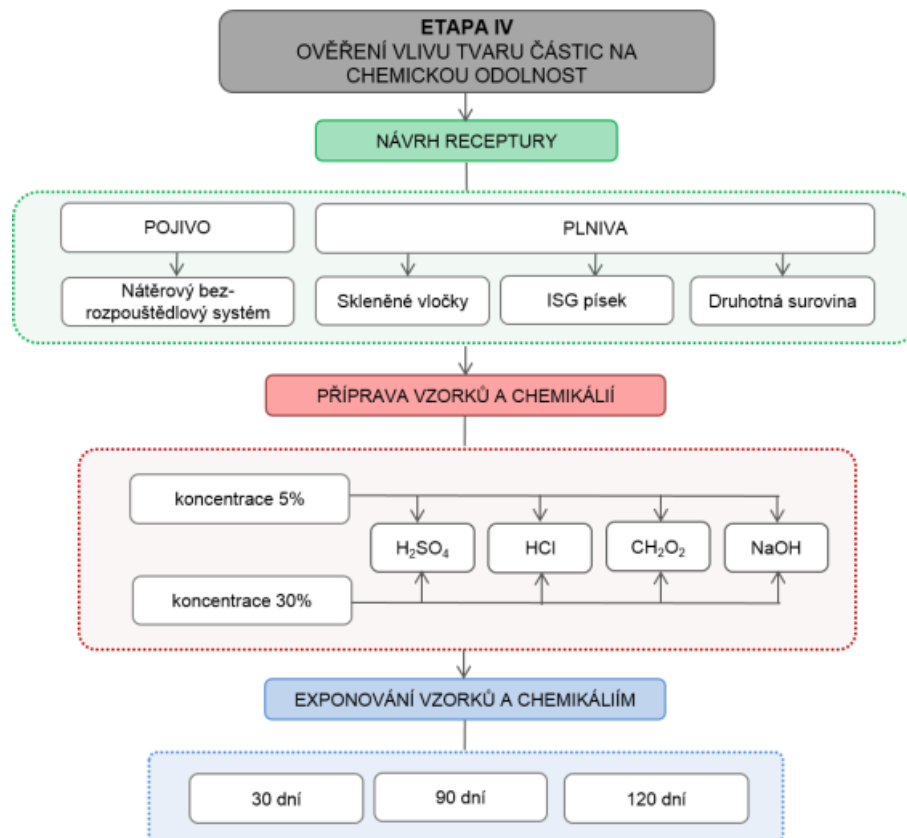 ETAPA IV
OVĚŘENÍ VLIVU TVARU ČÁSTIC NA
CHEMICKOU ODOLNOST
NÁVRH RECEPTURY
POJIVO
PLNIVA
Nátěrový bez-
rozpouštědlový systém
Skleněné vločky
ISG písek
Druhotná surovina
PŘÍPRAVA VZORKŮ A CHEMIKÁLIÍ
koncentrace 5%
H₂SO₄
HCl
CH₂O₂
NaOH
koncentrace 30%
EXPONOVÁNÍ VZORKŮ A CHEMIKÁLIÍM
30 dní
90 dní
120 dní